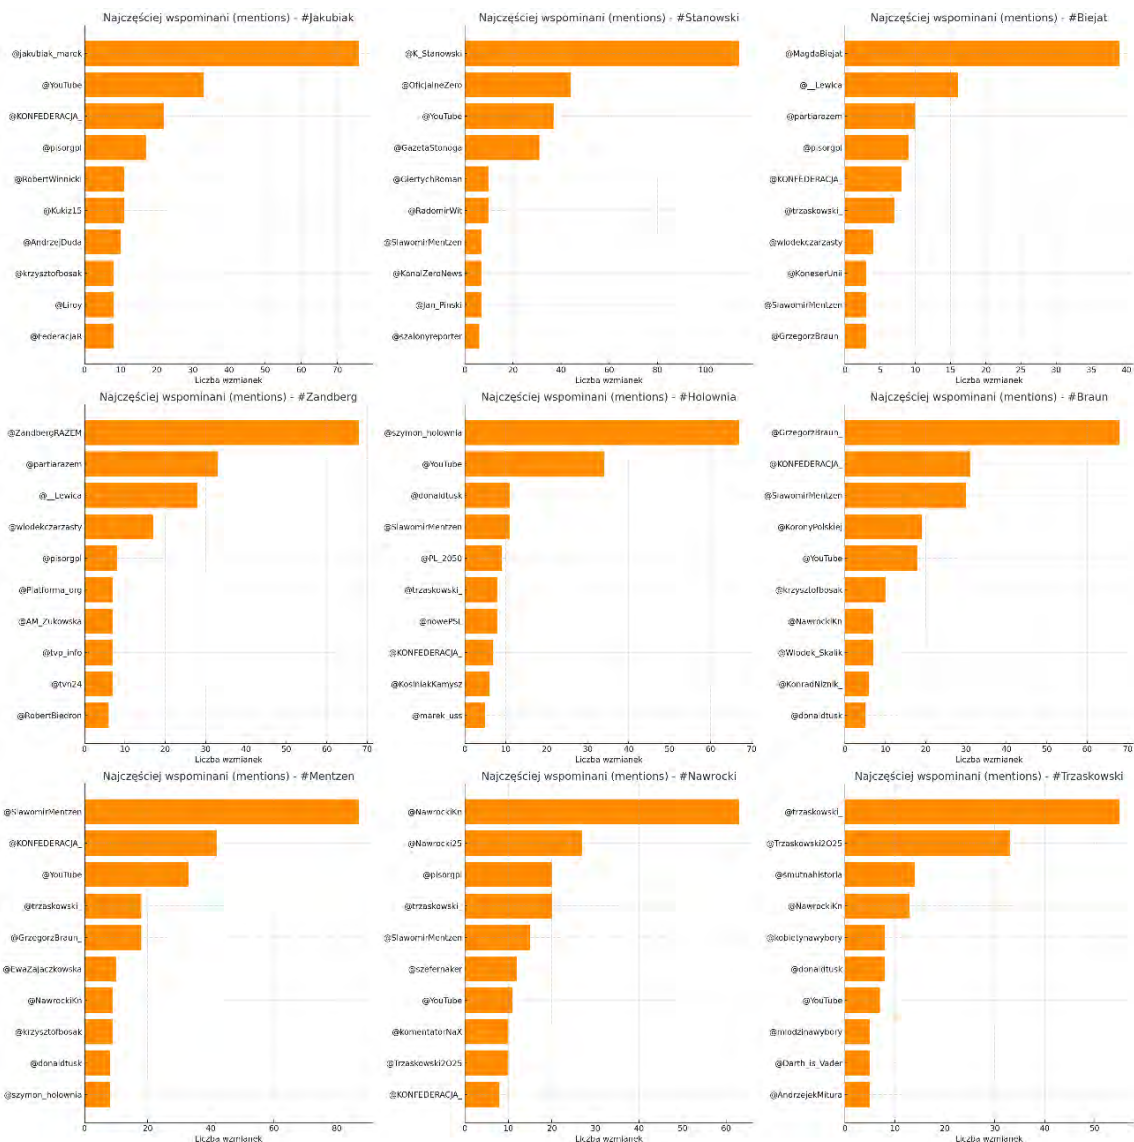 Najczęściej wspominani (mentions) - #Jakubiak
@jakubiak_marek
@YouTube
@KONFEDERACJA_
@pisorgpl
@RobertWinnicki
@Kukiz15
@AndrzejDuda
@krzysztofbosak
@Liroy
@FederacjaR
0 10 20 30 40 50 60 70
Liczba wzmianek
Najczęściej wspominani (mentions) - #Stanowski
@K_Stanowski
@OficjalneZero
@YouTube
@GazetaStonoga
@GiertychRoman
@RadomirWit
@SlawomirMentzen
@KanalZeroNews
@Jan_Pinski
@szalonyreporter
0 20 40 60 80 100
Liczba wzmianek
Najczęściej wspominani (mentions) - #Biejat
@MagdaBiejat
@__Lewica
@partiarazem
@pisorgpl
@KONFEDERACJA_
@trzaskowski_
@wlodekczarzasty
@KoneserUnii
@SlawomirMentzen
@GrzegorzBraun_
0 5 10 15 20 25 30 35 40
Liczba wzmianek
Najczęściej wspominani (mentions) - #Zandberg
@ZandbergRAZEM
@partiarazem
@__Lewica
@wlodekczarzasty
@pisorgpl
@Platforma_org
@AM_Zukowska
@tvp_info
@tvn24
@RobertBiedron
0 10 20 30 40 50 60 70
Liczba wzmianek
Najczęściej wspominani (mentions) - #Holownia
@szymon_holownia
@YouTube
@donaldtusk
@SlawomirMentzen
@PL_2050
@trzaskowski_
@nowePSL
@KONFEDERACJA_
@KosiniakKamysz
@marek_uss
0 10 20 30 40 50 60 70
Liczba wzmianek
Najczęściej wspominani (mentions) - #Braun
@GrzegorzBraun_
@KONFEDERACJA_
@SlawomirMentzen
@KoronyPolskiej
@YouTube
@krzysztofbosak
@NawrockiKn
@Wlodek_Skalik
@KonradNiznik_
@donaldtusk
0 10 20 30 40 50 60 70
Liczba wzmianek
Najczęściej wspominani (mentions) - #Mentzen
@SlawomirMentzen
@KONFEDERACJA_
@YouTube
@trzaskowski_
@GrzegorzBraun_
@EwaZajaczkowska
@NawrockiKn
@krzysztofbosak
@donaldtusk
@szymon_holownia
0 20 40 60 80
Liczba wzmianek
Najczęściej wspominani (mentions) - #Nawrocki
@NawrockiKn
@Nawrocki25
@pisorgpl
@trzaskowski_
@SlawomirMentzen
@szefernaker
@YouTube
@komentatorNaX
@Trzaskowski2025
@KONFEDERACJA_
0 10 20 30 40 50 60
Liczba wzmianek
Najczęściej wspominani (mentions) - #Trzaskowski
@trzaskowski_
@Trzaskowski2O25
@smutnahistoria
@NawrockiKn
@kobietynawybory
@donaldtusk
@YouTube
@mlodzinawybory
@Darth_is_Vader
@AndrzejekMitura
0 10 20 30 40 50
Liczba wzmianek